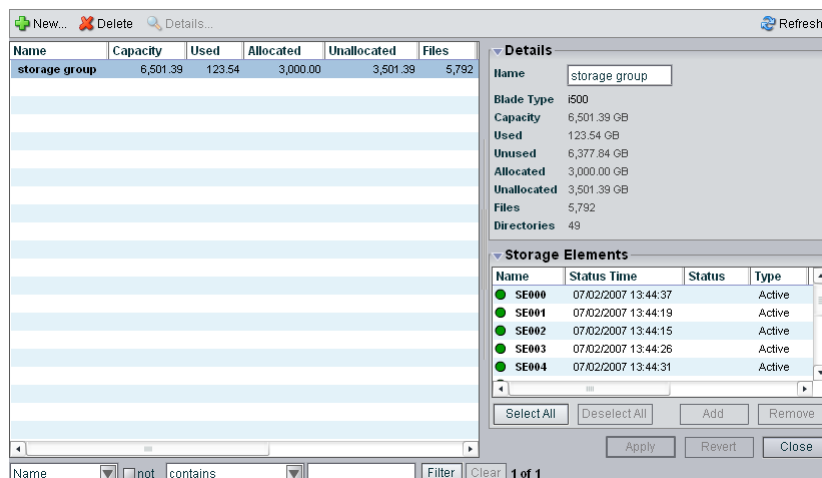 New... Delete Details... Refresh
Name Capacity Used Allocated Unallocated Files
storage group 6,501.39 123.54 3,000.00 3,501.39 5,792
Details
Name storage group
Blade Type i500
Capacity 6,501.39 GB
Used 123.54 GB
Unused 6,377.84 GB
Allocated 3,000.00 GB
Unallocated 3,501.39 GB
Files 5,792
Directories 49
Storage Elements
Name Status Time Status Type
SE000 07/02/2007 13:44:37 Active
SE001 07/02/2007 13:44:19 Active
SE002 07/02/2007 13:44:15 Active
SE003 07/02/2007 13:44:26 Active
SE004 07/02/2007 13:44:31 Active
Select All Deselect All Add Remove
Apply Revert Close
Name not contains Filter Clear 1 of 1